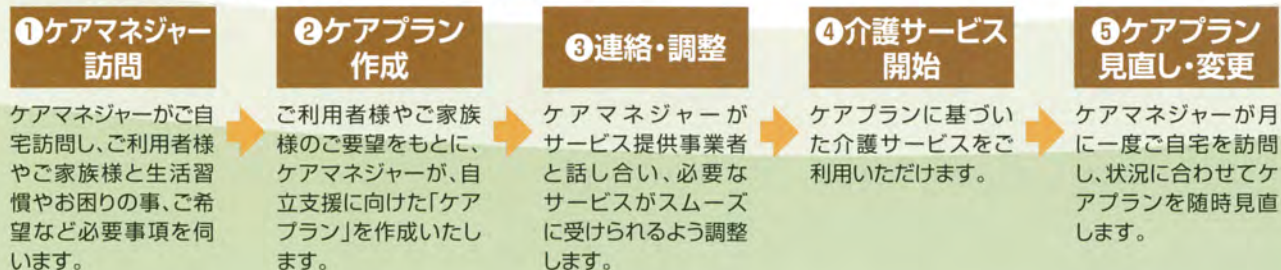 ❶ケアマネジャー
訪問
ケアマネジャーがご自
宅訪問し、ご利用者様
やご家族様と生活習
慣やお困りの事、ご希
望など必要事項を伺
います。
❷ケアプラン
作成
ご利用者様やご家族
様のご要望をもとに、
ケアマネジャーが、自
立支援に向けた「ケア
プラン」を作成いたし
ます。
❸連絡・調整
ケアマネジャーが
サービス提供事業者
と話し合い、必要な
サービスがスムーズ
に受けられるよう調整
します。
❹介護サービス
開始
ケアプランに基づい
た介護サービスをご
利用いただけます。
❺ケアプラン
見直し・変更
ケアマネジャーが月
に一度ご自宅を訪問
し、状況に合わせてケ
アプランを随時見直
します。